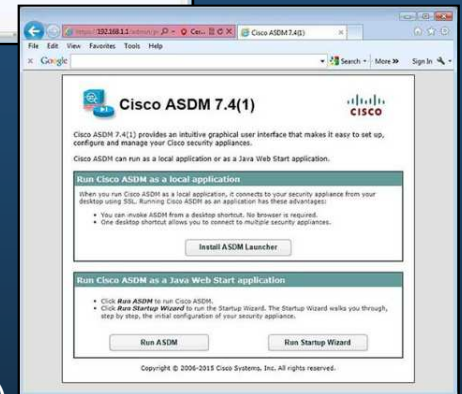 https://192.168.1.1/admin/p
Cer...
Cisco ASDM 7.4(1)
File Edit View Favorites Tools Help
x Google
Search
More »
Sign In
Cisco ASDM 7.4(1)
CISCO
Cisco ASDM 7.4(1) provides an intuitive graphical user interface that makes it easy to set up,
configure and manage your Cisco security appliances.
Cisco ASDM can run as a local application or as a Java Web Start application.
Run Cisco ASDM as a local application
When you run Cisco ASDM as a local application, it connects to your security appliance from your
desktop using SSL. Running Cisco ASDM as an application has these advantages:
• You can invoke ASDM from a desktop shortcut. No browser is required.
• One desktop shortcut allows you to connect to multiple security appliances.
Install ASDM Launcher
Run Cisco ASDM as a Java Web Start application
• Click Run ASDM to run Cisco ASDM.
• Click Run Startup Wizard to run the Startup Wizard. The Startup Wizard walks you through,
step by step, the initial configuration of your security appliance.
Run ASDM
Run Startup Wizard
Copyright © 2006-2015 Cisco Systems, Inc. All rights reserved.